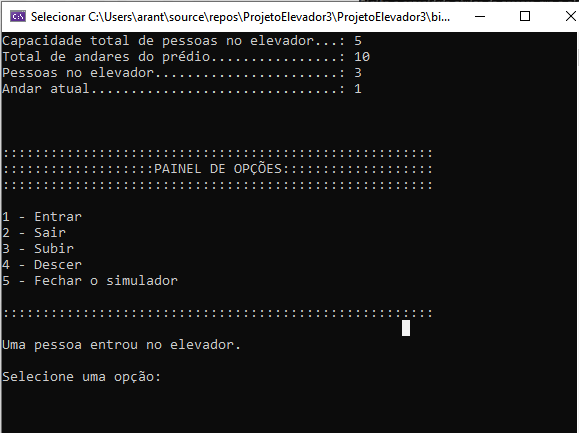 Selecionar C:\Users\arant\source\repos\ProjetoElevador3\ProjetoElevador3\bi...
Capacidade total de pessoas no elevador...: 5
Total de andares do prédio................: 10
Pessoas no elevador.......................: 3
Andar atual...............................: 1
::::::::::::::::::::::::::::::::::::::::::::::::::::::
:::::::::::::::::::PAINEL DE OPÇÕES:::::::::::::::::::
::::::::::::::::::::::::::::::::::::::::::::::::::::::
1 - Entrar
2 - Sair
3 - Subir
4 - Descer
5 - Fechar o simulador
::::::::::::::::::::::::::::::::::::::::::::::::::::::
Uma pessoa entrou no elevador.
Selecione uma opção: